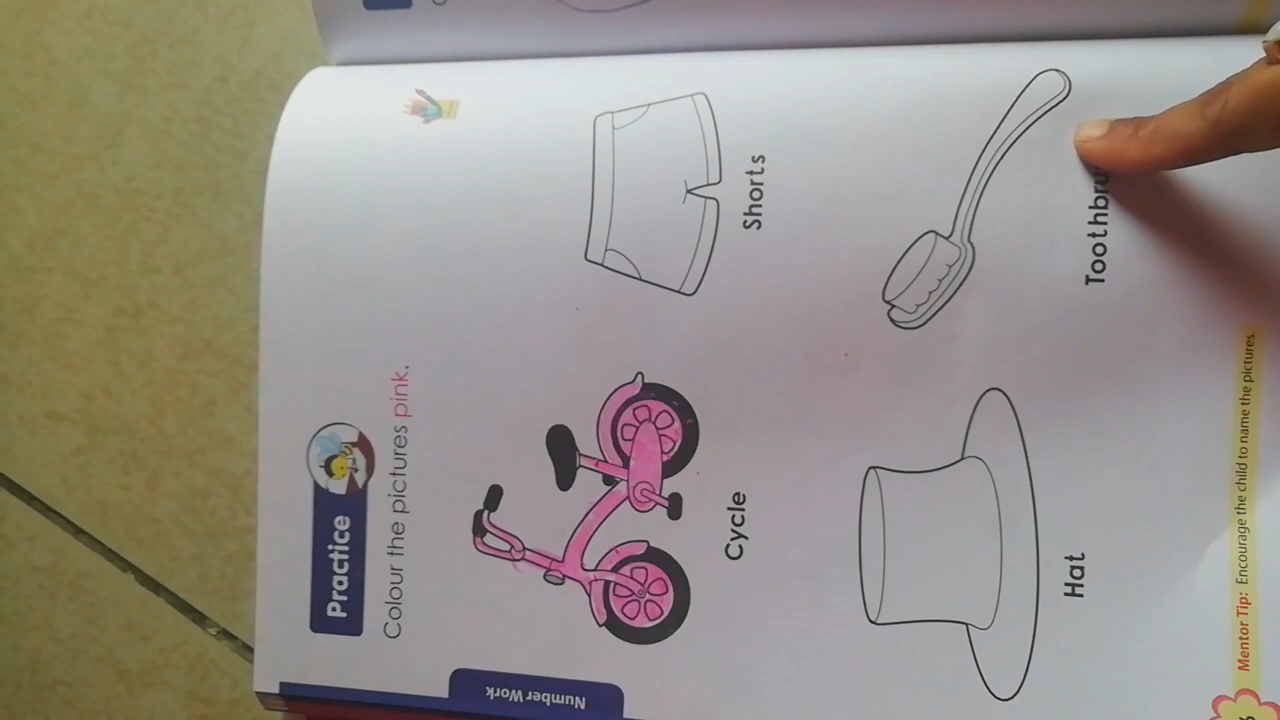 Practice
Colour the pictures pink.
Cycle
Shorts
Hat
Mentor Tip: Encourage the child to name the pictures
Number Work